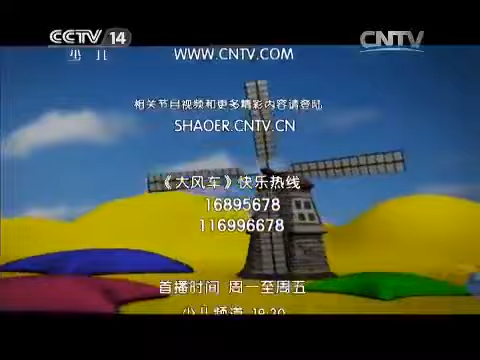 CCTV 14
少儿
CNTV
WWW.CNTV.COM
相关节目视频和更多精彩内容请登陆
SHAOER.CNTV.CN
《大风车》快乐热线
16895678
116996678
首播时间 周一至周五
少儿频道 19:30